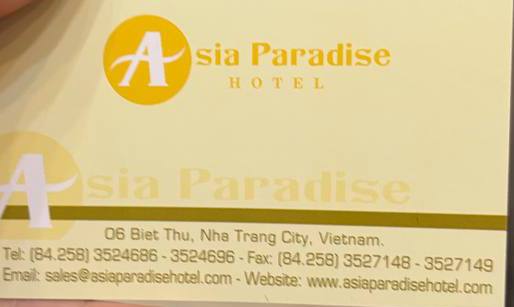 Asia Paradise
HOTEL
Asia Paradise
06 Biet Thu, Nha Trang City, Vietnam.
Tel: (84.258) 3524686 - 3524696 - Fax: (84.258) 3527148 - 3527149
Email: sales@asiaparadisehotel.com - Website: www.asiaparadisehotel.com